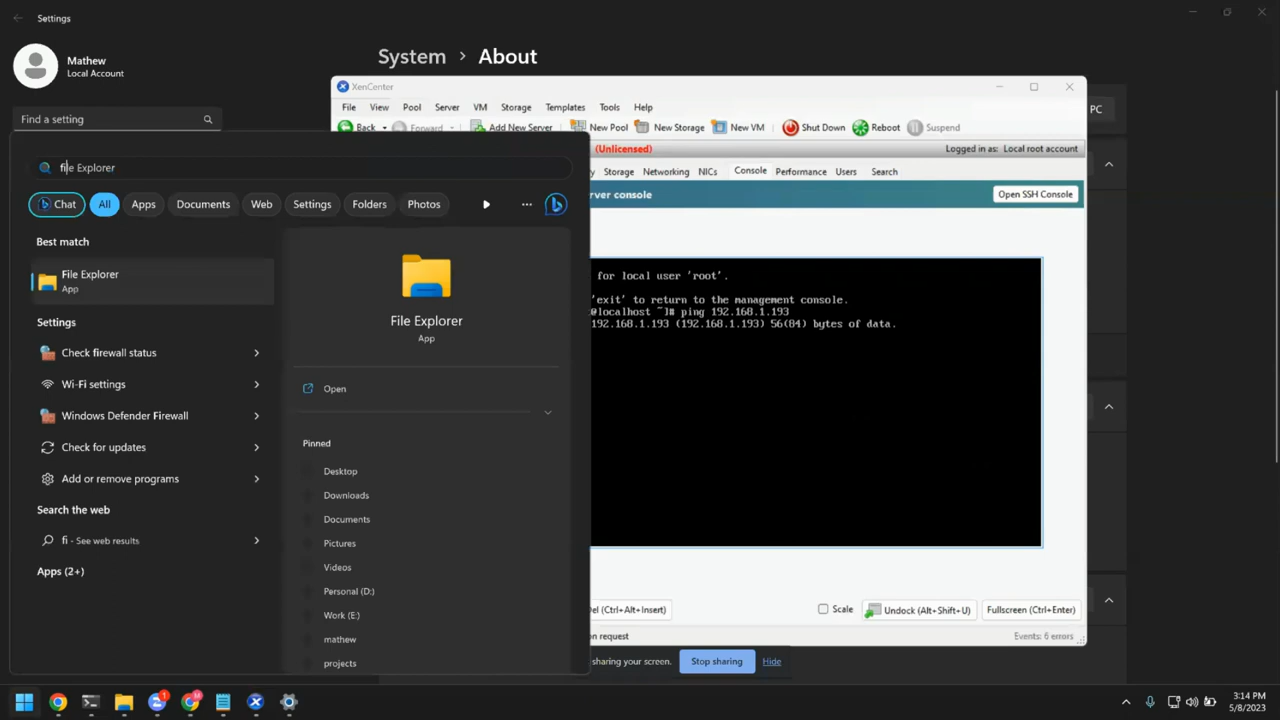 Settings
Mathew
Local Account
Find a setting
System > About
XenCenter
File View Pool Server VM Storage Templates Tools Help
Back Forward Add New Server New Pool New Storage New VM Shut Down Reboot Suspend
(Unlicensed) Logged in as: Local root account
Storage Networking NICs Console Performance Users Search
rver console Open SSH Console
PC
for local user 'root'.
'exit' to return to the management console.
@localhost ~]# ping 192.168.1.193
192.168.1.193 (192.168.1.193) 56(84) bytes of data.
Del (Ctrl+Alt+Insert) Scale Undock (Alt+Shift+U) Fullscreen (Ctrl+Enter)
on request Events: 6 errors
sharing your screen. Stop sharing Hide
file Explorer
Chat All Apps Documents Web Settings Folders Photos
Best match
File Explorer
App
Settings
Check firewall status
Wi-Fi settings
Windows Defender Firewall
Check for updates
Add or remove programs
Search the web
fi - See web results
Apps (2+)
File Explorer
App
Open
Pinned
Desktop
Downloads
Documents
Pictures
Videos
Personal (D:)
Work (E:)
mathew
projects
3:14 PM
5/8/2023